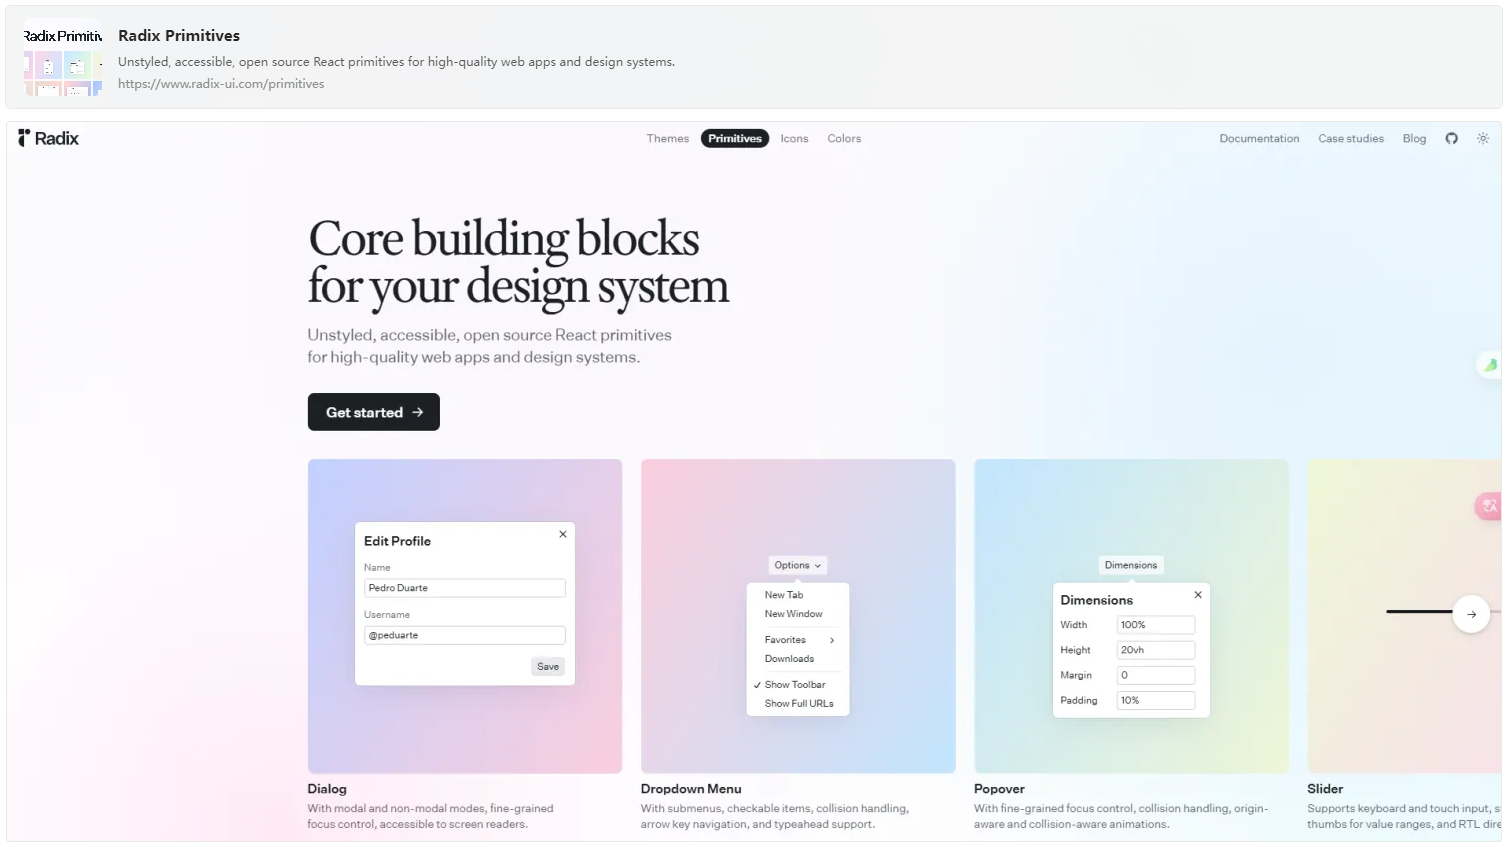 Radix Primitiv
Radix Primitives
Unstyled, accessible, open source React primitives for high-quality web apps and design systems.
https://www.radix-ui.com/primitives
Radix
Themes Primitives Icons Colors
Documentation Case studies Blog
Core building blocks
for your design system
Unstyled, accessible, open source React primitives
for high-quality web apps and design systems.
Get started →
Edit Profile
Name
Pedro Duarte
Username
@peduarte
Save
Dialog
With modal and non-modal modes, fine-grained
focus control, accessible to screen readers.
Options
New Tab
New Window
Favorites
Downloads
✓ Show Toolbar
Show Full URLs
Dropdown Menu
With submenus, checkable items, collision handling,
arrow key navigation, and typeahead support.
Dimensions
Dimensions
Width 100%
Height 20vh
Margin 0
Padding 10%
Popover
With fine-grained focus control, collision handling, origin-
aware and collision-aware animations.
Slider
Supports keyboard and touch input, s
thumbs for value ranges, and RTL dire